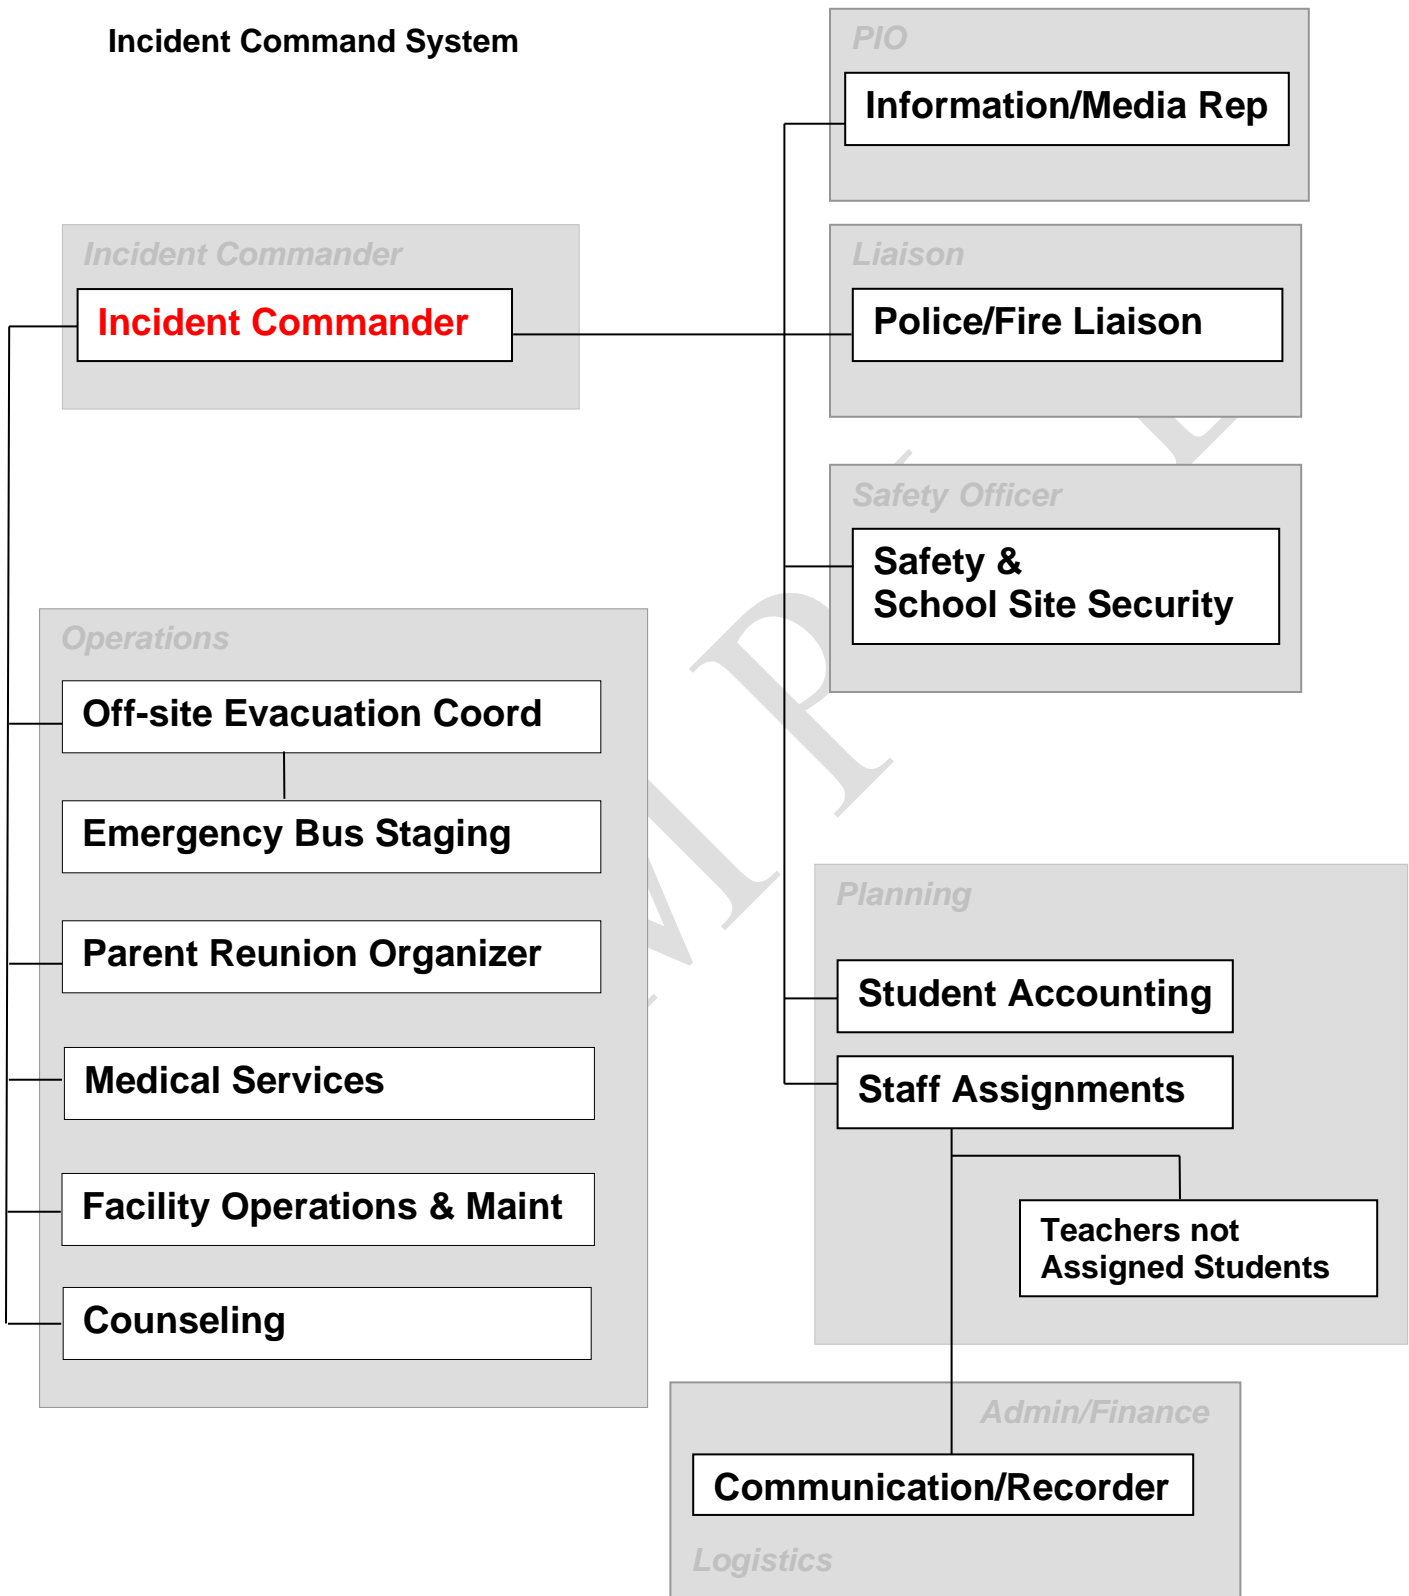 Incident Command System
PIO
Information/Media Rep
Incident Commander
Incident Commander
Liaison
Police/Fire Liaison
Safety Officer
Safety &
School Site Security
Operations
Off-site Evacuation Coord
Emergency Bus Staging
Parent Reunion Organizer
Medical Services
Facility Operations & Maint
Counseling
Planning
Student Accounting
Staff Assignments
Teachers not
Assigned Students
Admin/Finance
Communication/Recorder
Logistics